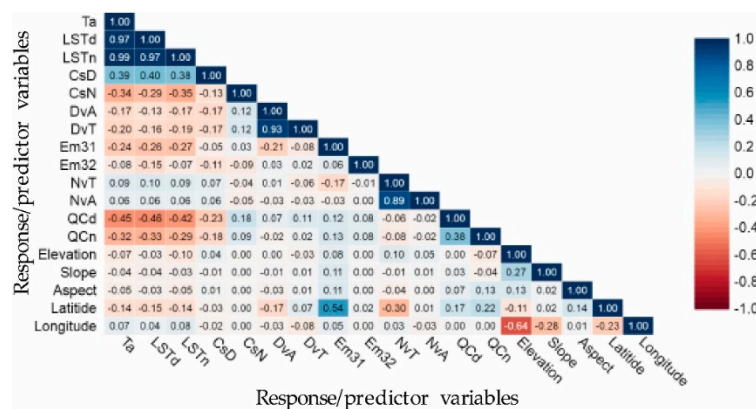 Response/predictor variables
Ta 1.00
LSTd 0.97 1.00
LSTn 0.99 0.97 1.00
CsD 0.39 0.40 0.38 1.00
CsN -0.34 -0.29 -0.35 -0.13 1.00
DvA -0.17 -0.13 -0.17 -0.17 0.12 1.00
DvT -0.20 -0.16 -0.19 -0.17 0.12 0.93 1.00
Em31 -0.24 -0.26 -0.27 -0.05 0.03 -0.21 -0.08 1.00
Em32 -0.08 -0.15 -0.07 -0.11 -0.09 0.03 0.02 0.06 1.00
NvT 0.09 0.10 0.09 0.07 -0.04 0.01 -0.06 -0.17 -0.01 1.00
NvA 0.06 0.06 0.06 0.06 -0.05 -0.03 -0.03 -0.02 0.00 0.89 1.00
QCd -0.45 -0.46 -0.42 -0.23 0.18 0.07 0.11 0.12 0.08 -0.06 -0.02 1.00
QCn -0.32 -0.33 -0.29 -0.18 0.09 -0.02 0.02 0.13 0.08 -0.08 -0.02 0.38 1.00
Elevation -0.07 -0.03 -0.10 0.04 0.00 0.00 -0.03 0.08 0.00 0.10 0.05 0.00 -0.07 1.00
Slope -0.04 -0.04 -0.03 -0.01 0.00 -0.01 0.01 0.11 0.00 -0.01 0.01 0.03 -0.04 0.27 1.00
Aspect -0.05 -0.03 -0.05 0.01 0.03 0.01 0.01 0.11 0.00 -0.01 0.04 0.07 0.13 0.13 0.02 1.00
Latitide -0.14 -0.15 -0.14 -0.03 0.00 -0.17 0.07 0.54 0.02 -0.30 0.01 0.17 0.22 -0.11 0.02 0.14 1.00
Longitude 0.07 0.04 0.08 -0.02 0.00 -0.03 -0.08 0.05 0.00 0.03 -0.03 0.00 0.00 -0.64 -0.28 0.01 -0.23 1.00
Ta LSTd LSTn CsD CsN DvA DvT Em31 Em32 NvT NvA QCd QCn Elevation Slope Aspect Latitide Longitude
Response/predictor variables
1.0
0.8
0.6
0.4
0.2
0.0
-0.2
-0.4
-0.6
-0.8
-1.0